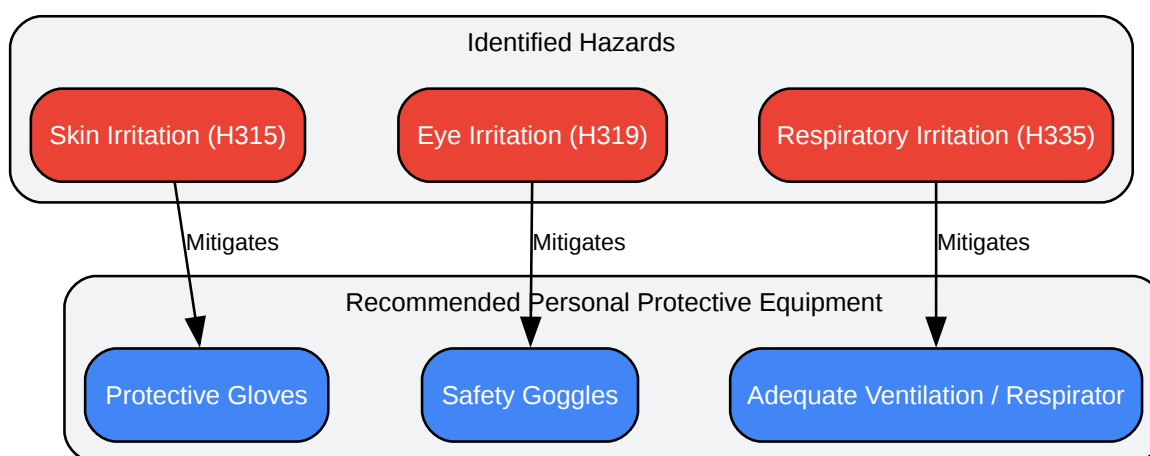 Identified Hazards
Skin Irritation (H315)
Eye Irritation (H319)
Respiratory Irritation (H335)
Mitigates
Mitigates
Mitigates
Recommended Personal Protective Equipment
Protective Gloves
Safety Goggles
Adequate Ventilation / Respirator